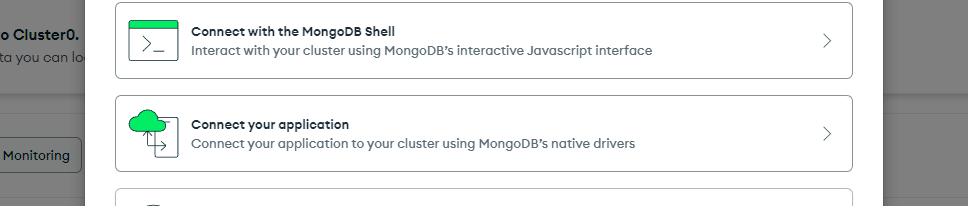 Connect with the MongoDB Shell
o Cluster0.
Interact with your cluster using MongoDB's interactive Javascript interface
ta you can lo
Connect your application
Connect your application to your cluster using MongoDB's native drivers
Monitoring